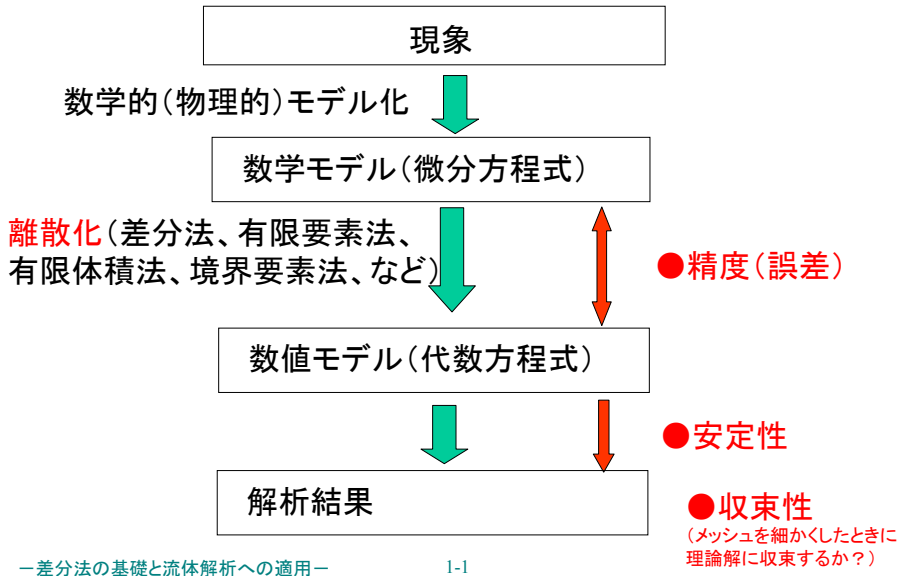 現象
数学的(物理的)モデル化
数学モデル(微分方程式)
離散化(差分法、有限要素法、
有限体積法、境界要素法、など)
●精度(誤差)
数値モデル(代数方程式)
●安定性
解析結果
●収束性
(メッシュを細かくしたときに
理論解に収束するか?)
-差分法の基礎と流体解析への適用-
1-1